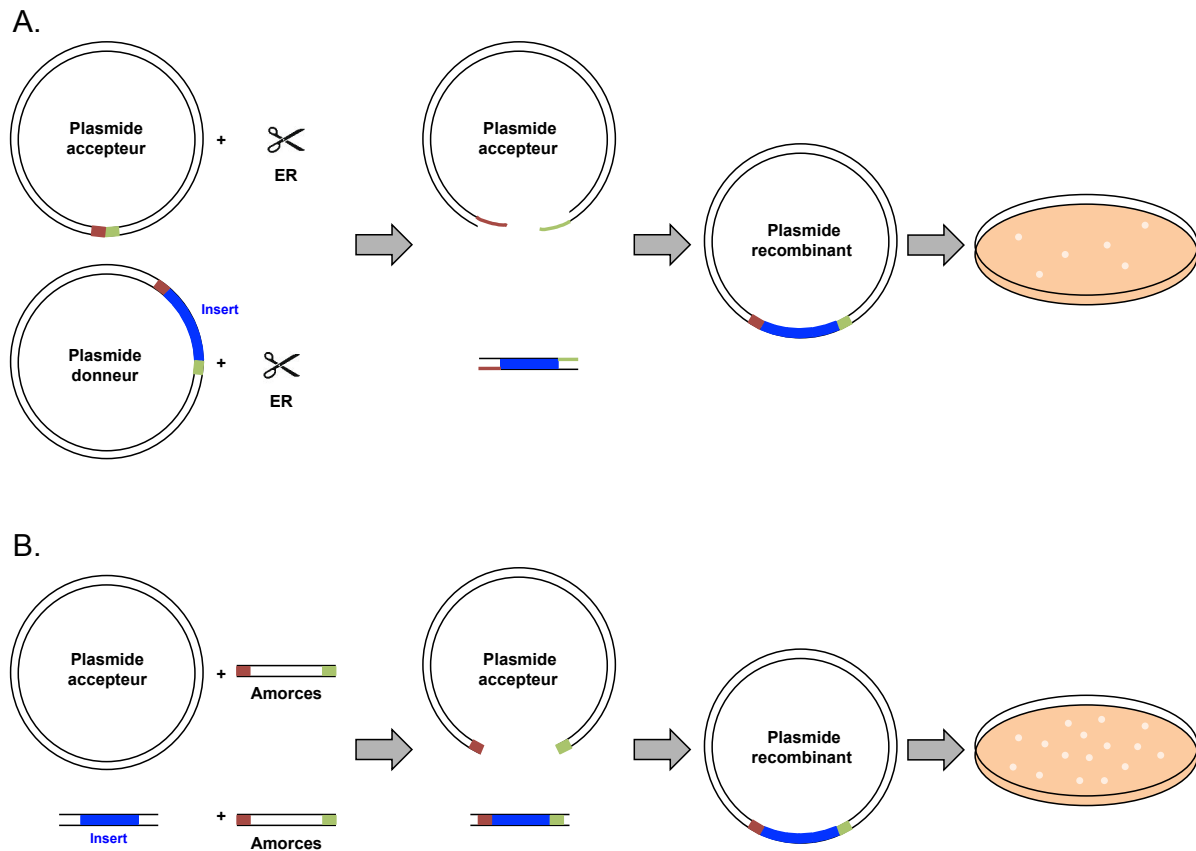 A.
Plasmide
accepteur
+
ER
Plasmide
accepteur
Plasmide
recombinant
Insert
Plasmide
donneur
+
ER
B.
Plasmide
accepteur
+
Amorces
Plasmide
accepteur
Plasmide
recombinant
Insert
+
Amorces